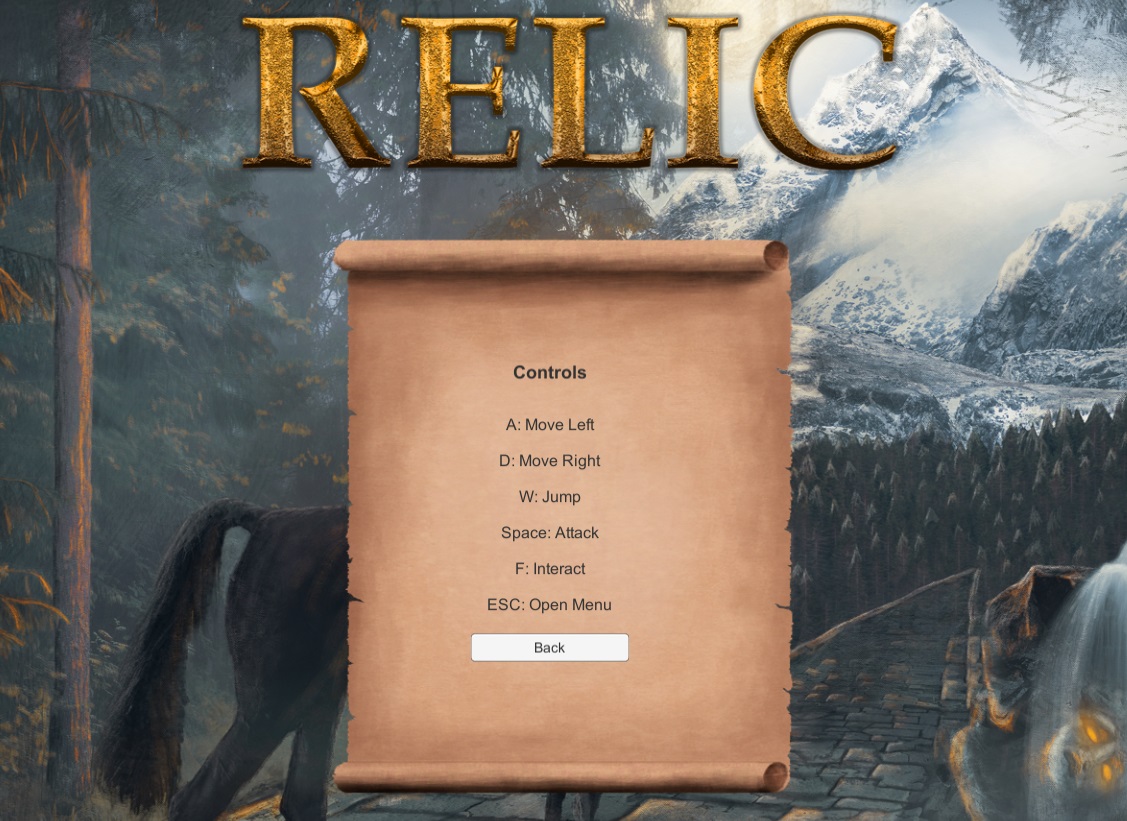 RELIC
Controls
A: Move Left
D: Move Right
W: Jump
Space: Attack
F: Interact
ESC: Open Menu
Back